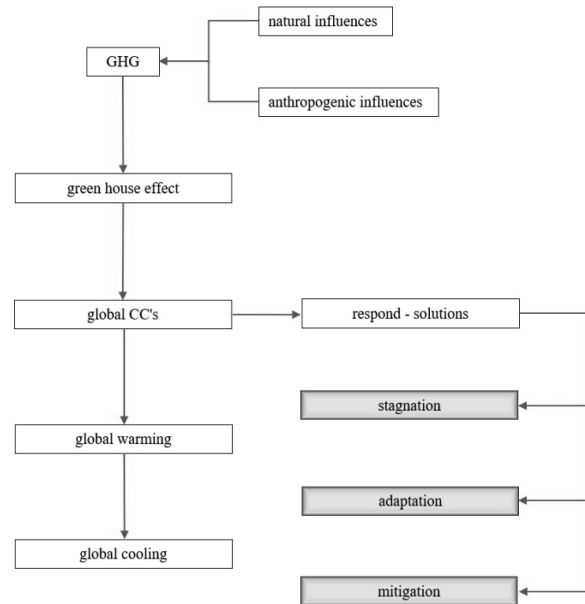 natural influences
GHG
anthropogenic influences
green house effect
global CC's
respond - solutions
stagnation
global warming
adaptation
global cooling
mitigation